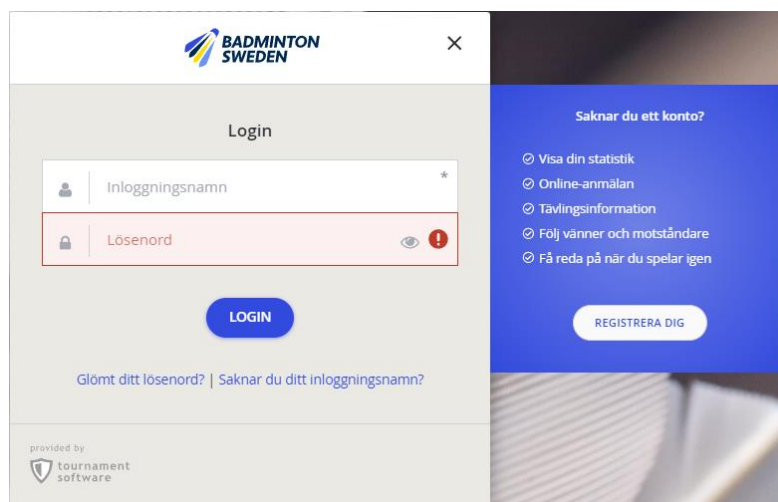 BADMINTON
SWEDEN
Login
Inloggningsnamn *
Lösenord
LOGIN
Glömt ditt lösenord? | Saknar du ditt inloggningsnamn?
provided by
tournament
software
Saknar du ett konto?
Visa din statistik
Online-anmälan
Tävlingsinformation
Följ vänner och motståndare
Få reda på när du spelar igen
REGISTRERA DIG